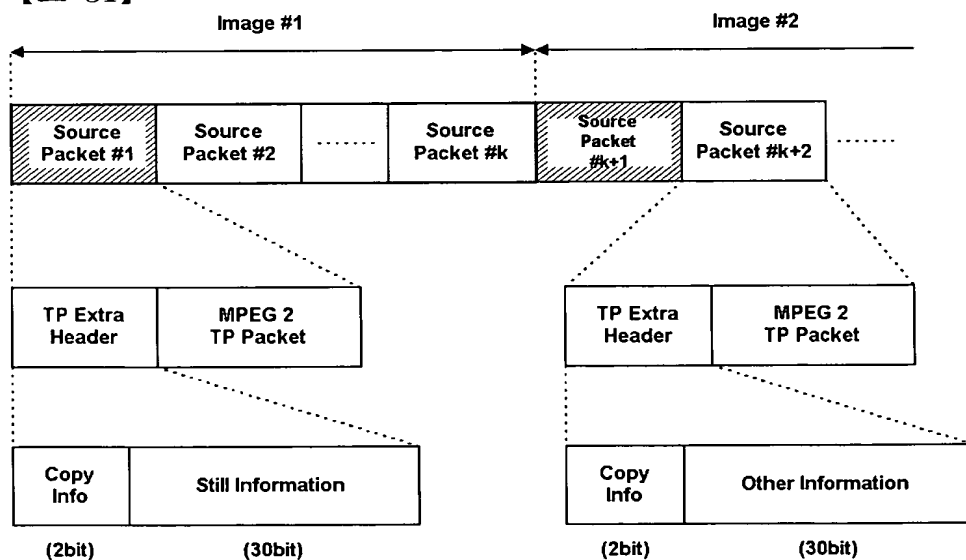 Image #1
Image #2
Source Packet #1
Source Packet #2
........
Source Packet #k
Source Packet #k+1
Source Packet #k+2
........
TP Extra Header
MPEG 2 TP Packet
TP Extra Header
MPEG 2 TP Packet
Copy Info
Still Information
Copy Info
Other Information
(2bit)
(30bit)
(2bit)
(30bit)